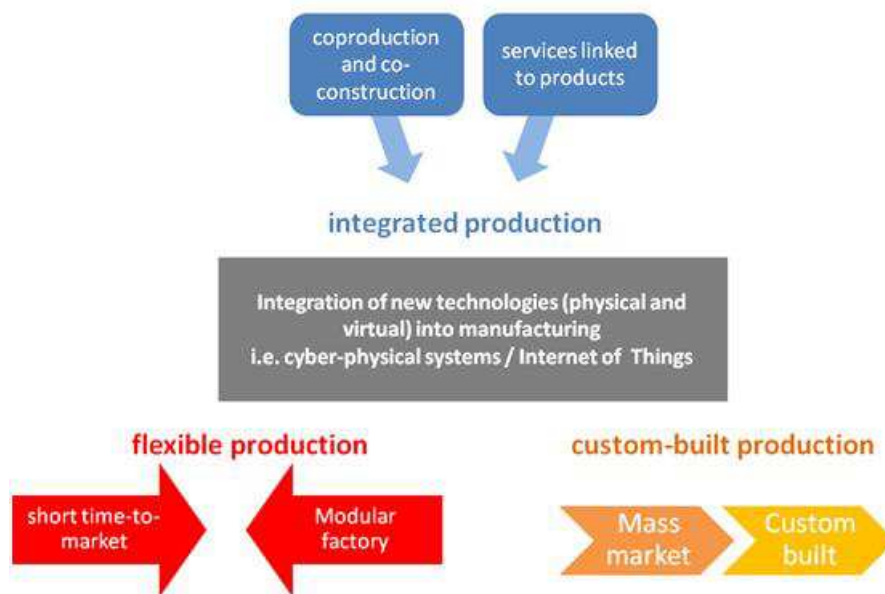 coproduction
and co-
construction
services linked
to products
integrated production
Integration of new technologies (physical and
virtual) into manufacturing
i.e. cyber-physical systems / Internet of Things
flexible production
short time-to-
market
Modular
factory
custom-built production
Mass
market
Custom
built